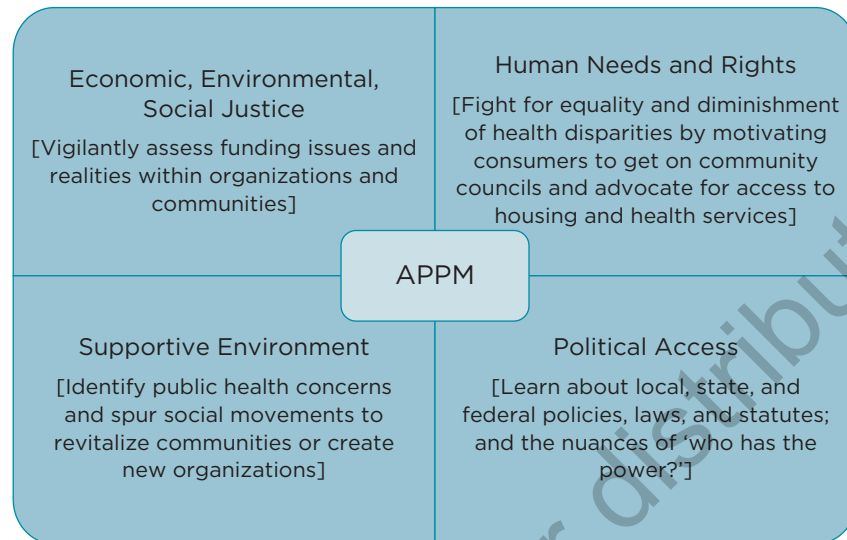 Economic, Environmental,
Social Justice
[Vigilantly assess funding issues and
realities within organizations and
communities]
Human Needs and Rights
[Fight for equality and diminishment
of health disparities by motivating
consumers to get on community
councils and advocate for access to
housing and health services]
APPM
Supportive Environment
[Identify public health concerns
and spur social movements to
revitalize communities or create
new organizations]
Political Access
[Learn about local, state, and
federal policies, laws, and statutes;
and the nuances of ‘who has the
power?’]
or distribut